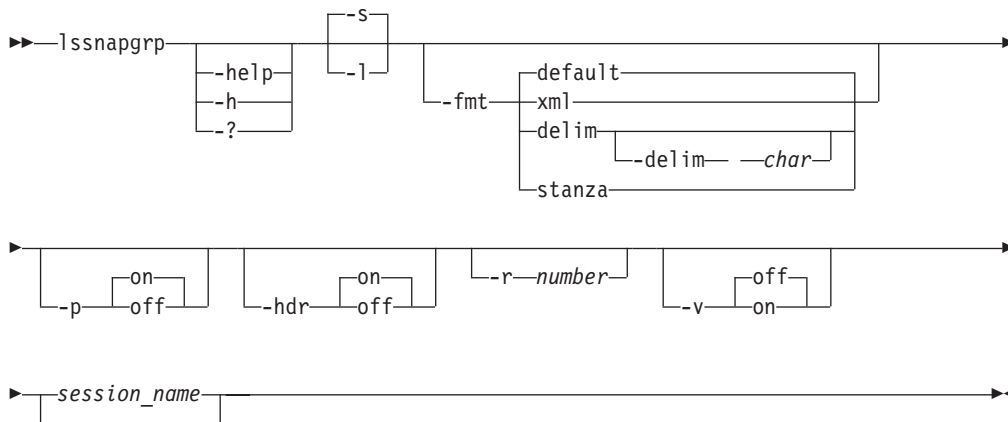 -s
lssnapgrp
-help
-l
default
-h
-fmt
xml
-?
delim
-delim char
stanza
on
on
-r number
off
-p off
-hdr off
-v on
session_name